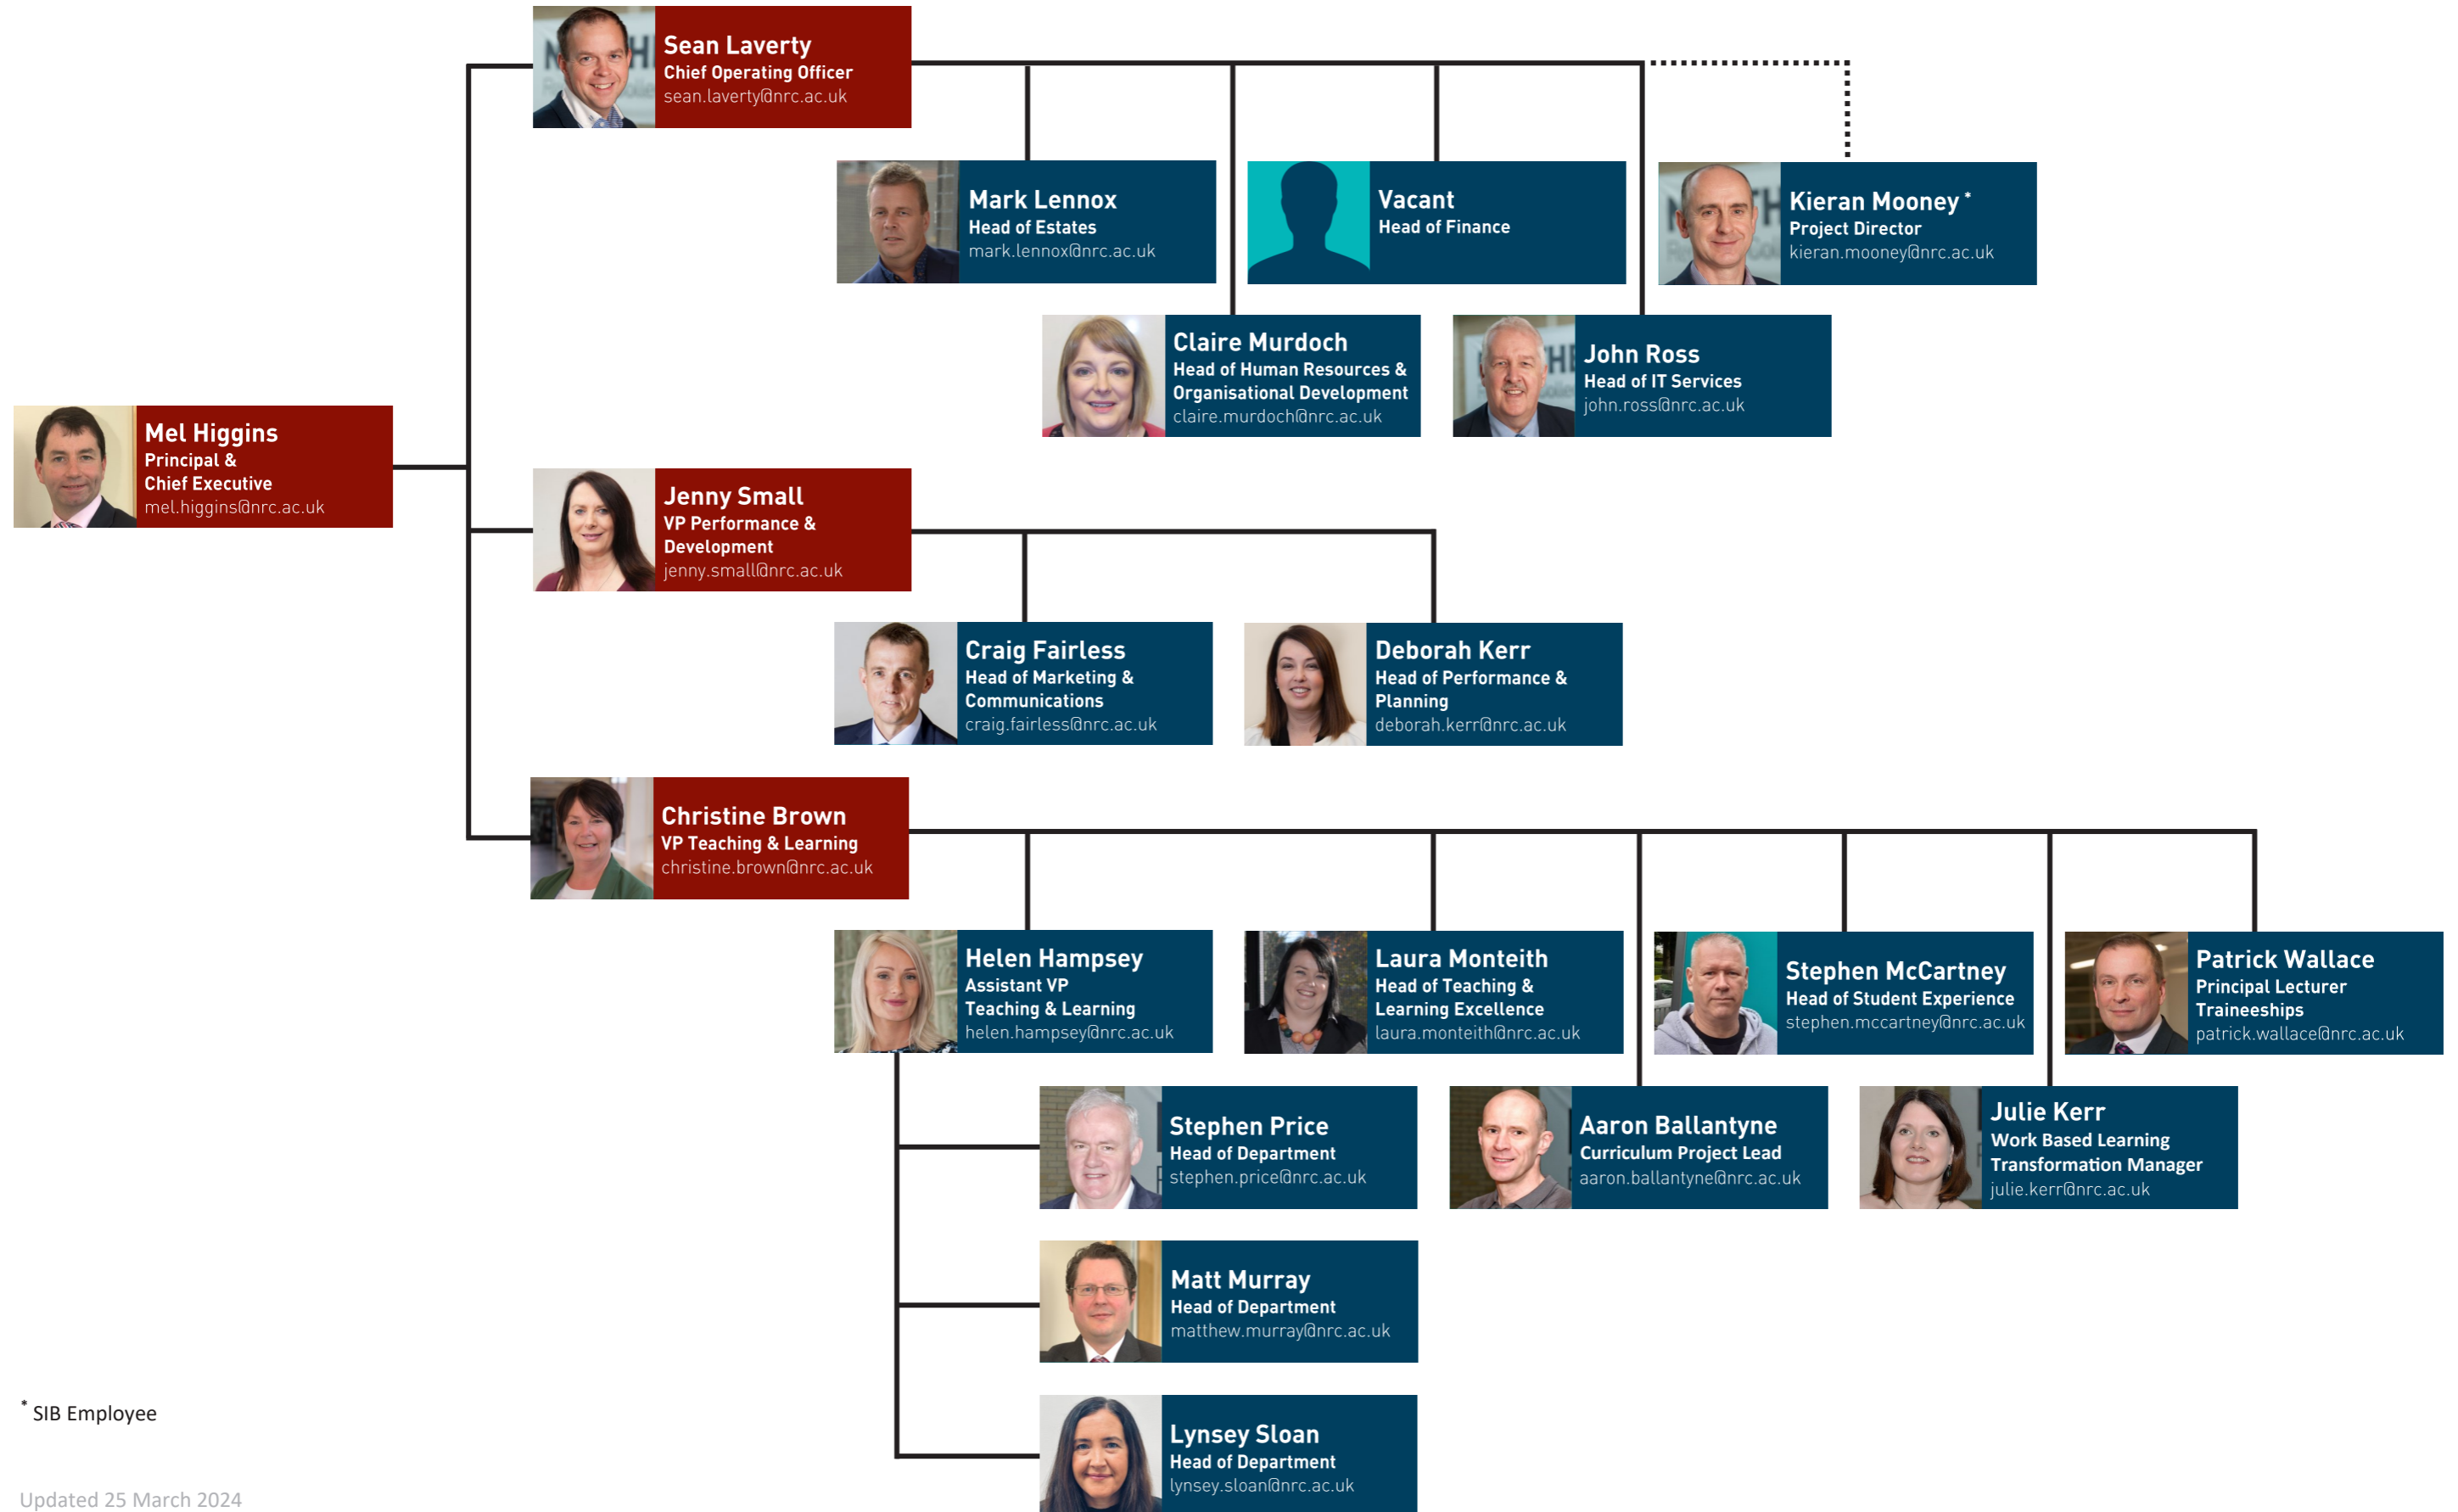 Sean Laverty
Chief Operating Officer
sean.laverty@nrc.ac.uk
Mark Lennox
Head of Estates
mark.lennox@nrc.ac.uk
Vacant
Head of Finance
Kieran Mooney *
Project Director
kieran.mooney@nrc.ac.uk
Claire Murdoch
Head of Human Resources &
Organisational Development
claire.murdoch@nrc.ac.uk
John Ross
Head of IT Services
john.ross@nrc.ac.uk
Mel Higgins
Principal &
Chief Executive
mel.higgins@nrc.ac.uk
Jenny Small
VP Performance &
Development
jenny.small@nrc.ac.uk
Craig Fairless
Head of Marketing &
Communications
craig.fairless@nrc.ac.uk
Deborah Kerr
Head of Performance &
Planning
deborah.kerr@nrc.ac.uk
Christine Brown
VP Teaching & Learning
christine.brown@nrc.ac.uk
Helen Hampsey
Assistant VP
Teaching & Learning
helen.hampsey@nrc.ac.uk
Laura Monteith
Head of Teaching &
Learning Excellence
laura.monteith@nrc.ac.uk
Stephen McCartney
Head of Student Experience
stephen.mccartney@nrc.ac.uk
Patrick Wallace
Principal Lecturer
Traineeships
patrick.wallace@nrc.ac.uk
Stephen Price
Head of Department
stephen.price@nrc.ac.uk
Aaron Ballantyne
Curriculum Project Lead
aaron.ballantyne@nrc.ac.uk
Julie Kerr
Work Based Learning
Transformation Manager
julie.kerr@nrc.ac.uk
Matt Murray
Head of Department
matthew.murray@nrc.ac.uk
Lynsey Sloan
Head of Department
lynsey.sloan@nrc.ac.uk
* SIB Employee
Updated 25 March 2024